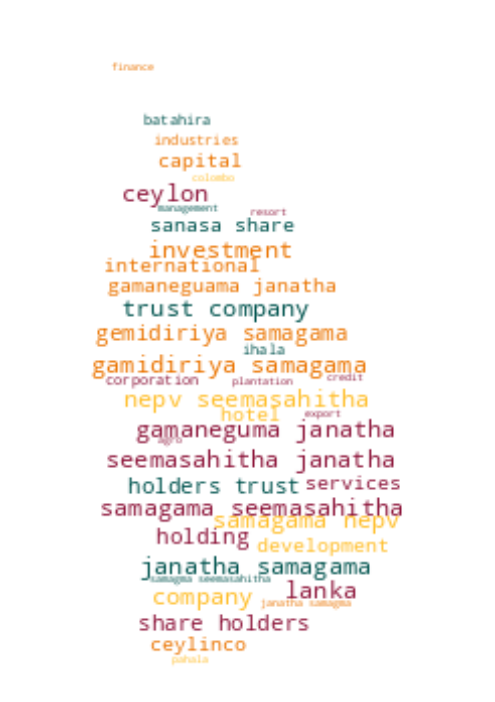 finance
batahira
industries
capital
colombo
ceylon
management
resort
sanasa share
investment
international
gamaneguama janatha
trust company
gemidiriya samagama
ihala
gamidiriya samagama
corporation
plantation
credit
nepv seemasahitha
hotel
export
gamaneguma janatha
agro
seemasahitha janatha
holders trust
services
samagama seemasahitha
samagama nepv
holding
development
janatha samagama
samagma seemasahitha
lanka
company
janatha samagma
share holders
ceylinco
pahala